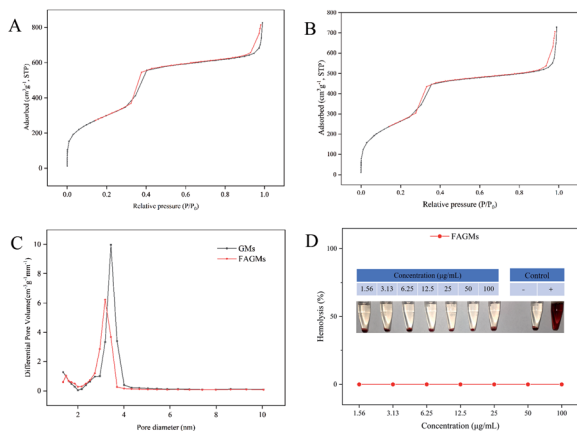 A
Adsorbed (cm³g⁻¹, STP)
800
600
400
200
0
0.0 0.2 0.4 0.6 0.8 1.0
Relative pressure (P/P₀)
B
Adsorbed (cm³g⁻¹, STP)
800
700
600
500
400
300
200
100
0
0.0 0.2 0.4 0.6 0.8 1.0
Relative pressure (P/P₀)
C
GMs
FAGMs
Differential Pore Volume(cm³g⁻¹mm⁻¹)
10
8
6
4
2
0
2 4 6 8 10
Pore diameter (nm)
D
FAGMs
Concentration (μg/mL) Control
1.56 3.13 6.25 12.5 25 50 100 - +
Hemolysis (%)
100
75
50
25
0
1.56 3.13 6.25 12.5 25 50 100
Concentration (μg/mL)